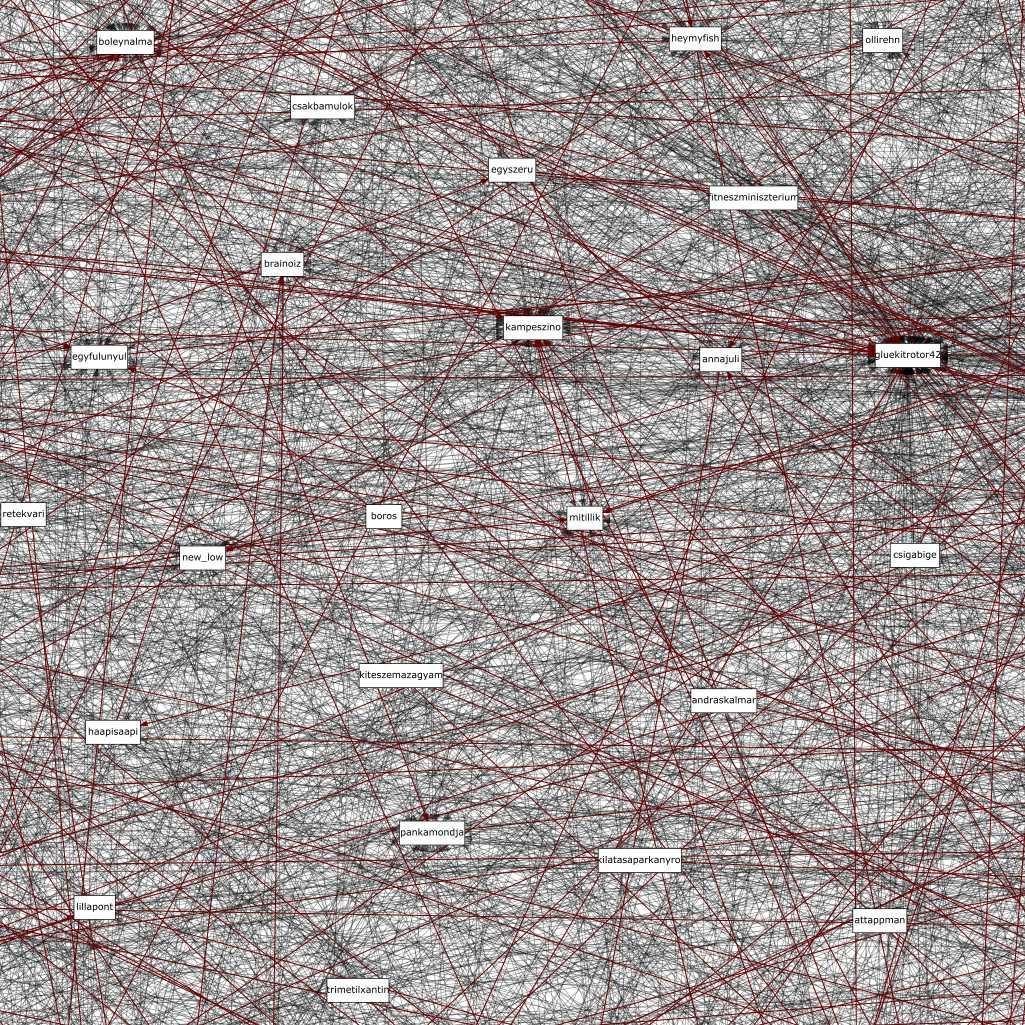 boleynalma
heymyfish
ollirehn
csakbamulok
egyszeru
itneszminiszterium
brainoiz
kampeszino
egyfulunyul
annajuli
gluekitrotor42
retekvari
boros
mitillik
new_low
csigabige
kiteszemazagyam
andraskalmar
haapisaapi
pankamondja
kilatasaparkanyro
lillapont
attappman
trimetilxantin